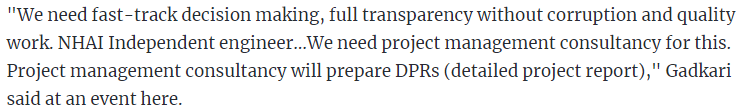 "We need fast-track decision making, full transparency without corruption and quality
work. NHAI Independent engineer...We need project management consultancy for this.
Project management consultancy will prepare DPRs (detailed project report)," Gadkari
said at an event here.